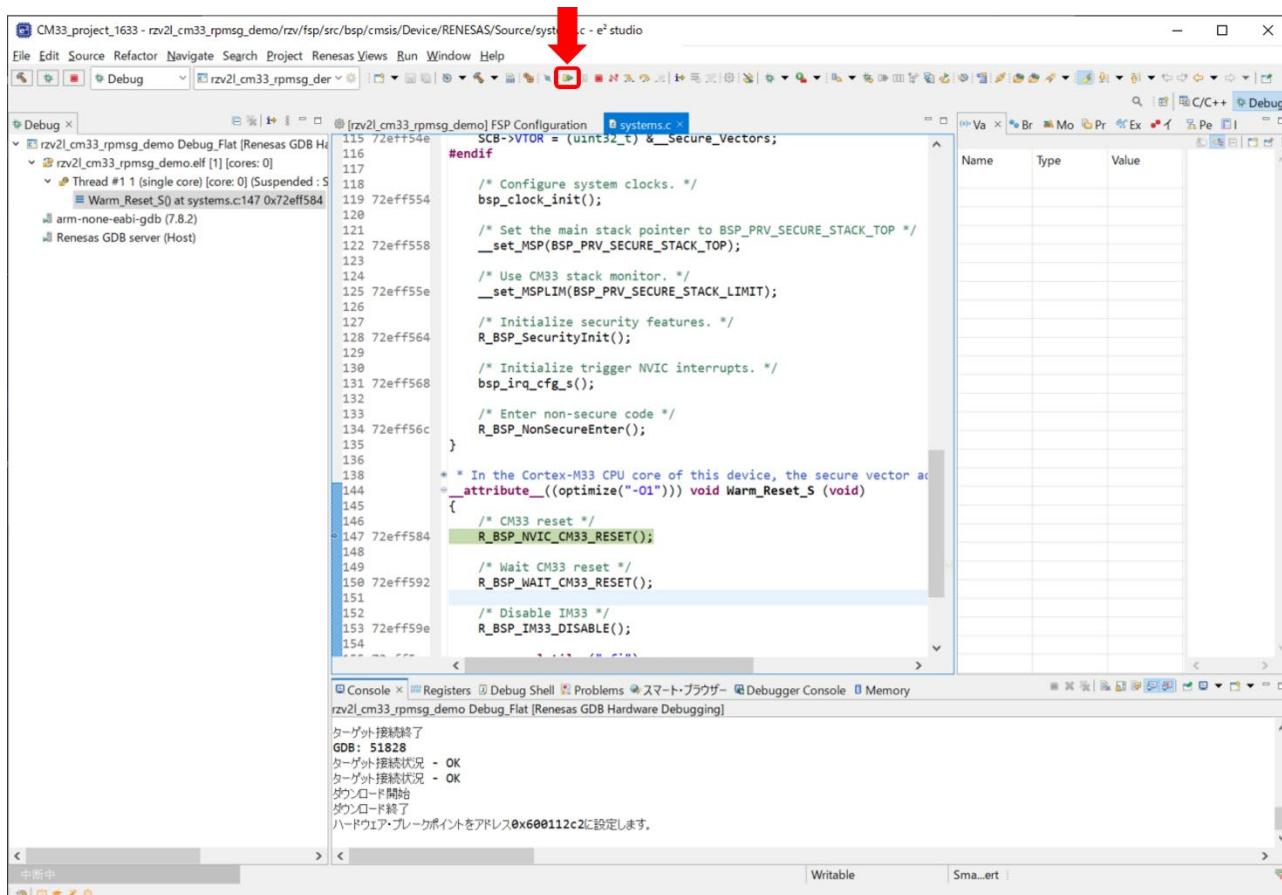 CM33_project_1633 - rzv2l_cm33_rpmsg_demo/rzv/fsp/src/bsp/cmsis/Device/RENESAS/Source/system.c - e² studio
File Edit Source Refactor Navigate Search Project Renesas Views Run Window Help
Debug rzv2l_cm33_rpmsg_der
C/C++ Debug
Debug
rzv2l_cm33_rpmsg_demo Debug_Flat [Renesas GDB Ha
rzv2l_cm33_rpmsg_demo.elf [1] [cores: 0]
Thread #1 1 (single core) [core: 0] (Suspended : S
Warm_Reset_S() at systems.c:147 0x72eff584
arm-none-eabi-gdb (7.8.2)
Renesas GDB server (Host)
[rzv2l_cm33_rpmsg_demo] FSP Configuration systems.c
115 72eff54e SCB->VTOR = (uint32_t) &__Secure_Vectors;
116 #endif
117
118 /* Configure system clocks. */
119 72eff554 bsp_clock_init();
120
121 /* Set the main stack pointer to BSP_PRV_SECURE_STACK_TOP */
122 72eff558 __set_MSP(BSP_PRV_SECURE_STACK_TOP);
123
124 /* Use CM33 stack monitor. */
125 72eff55e __set_MSPLIM(BSP_PRV_SECURE_STACK_LIMIT);
126
127 /* Initialize security features. */
128 72eff564 R_BSP_SecurityInit();
129
130 /* Initialize trigger NVIC interrupts. */
131 72eff568 bsp_irq_cfg_s();
132
133 /* Enter non-secure code */
134 72eff56c R_BSP_NonSecureEnter();
135 }
136
138 * In the Cortex-M33 CPU core of this device, the secure vector ad
144 __attribute__((optimize("-O1"))) void Warm_Reset_S (void)
145 {
146 /* CM33 reset */
147 72eff584 R_BSP_NVIC_CM33_RESET();
148
149 /* Wait CM33 reset */
150 72eff592 R_BSP_WAIT_CM33_RESET();
151
152 /* Disable IM33 */
153 72eff59e R_BSP_IM33_DISABLE();
154
Va Br Mo Pr Ex イ Pe I
Name Type Value
Console Registers Debug Shell Problems スマート・ブラウザー Debugger Console Memory
rzv2l_cm33_rpmsg_demo Debug_Flat [Renesas GDB Hardware Debugging]
ターゲット接続終了
GDB: 51828
ターゲット接続状況 - OK
ターゲット接続状況 - OK
ダウンロード開始
ダウンロード終了
ハードウェア・ブレークポイントをアドレス0x600112c2に設定します。
中断中 Writable Sma...ert